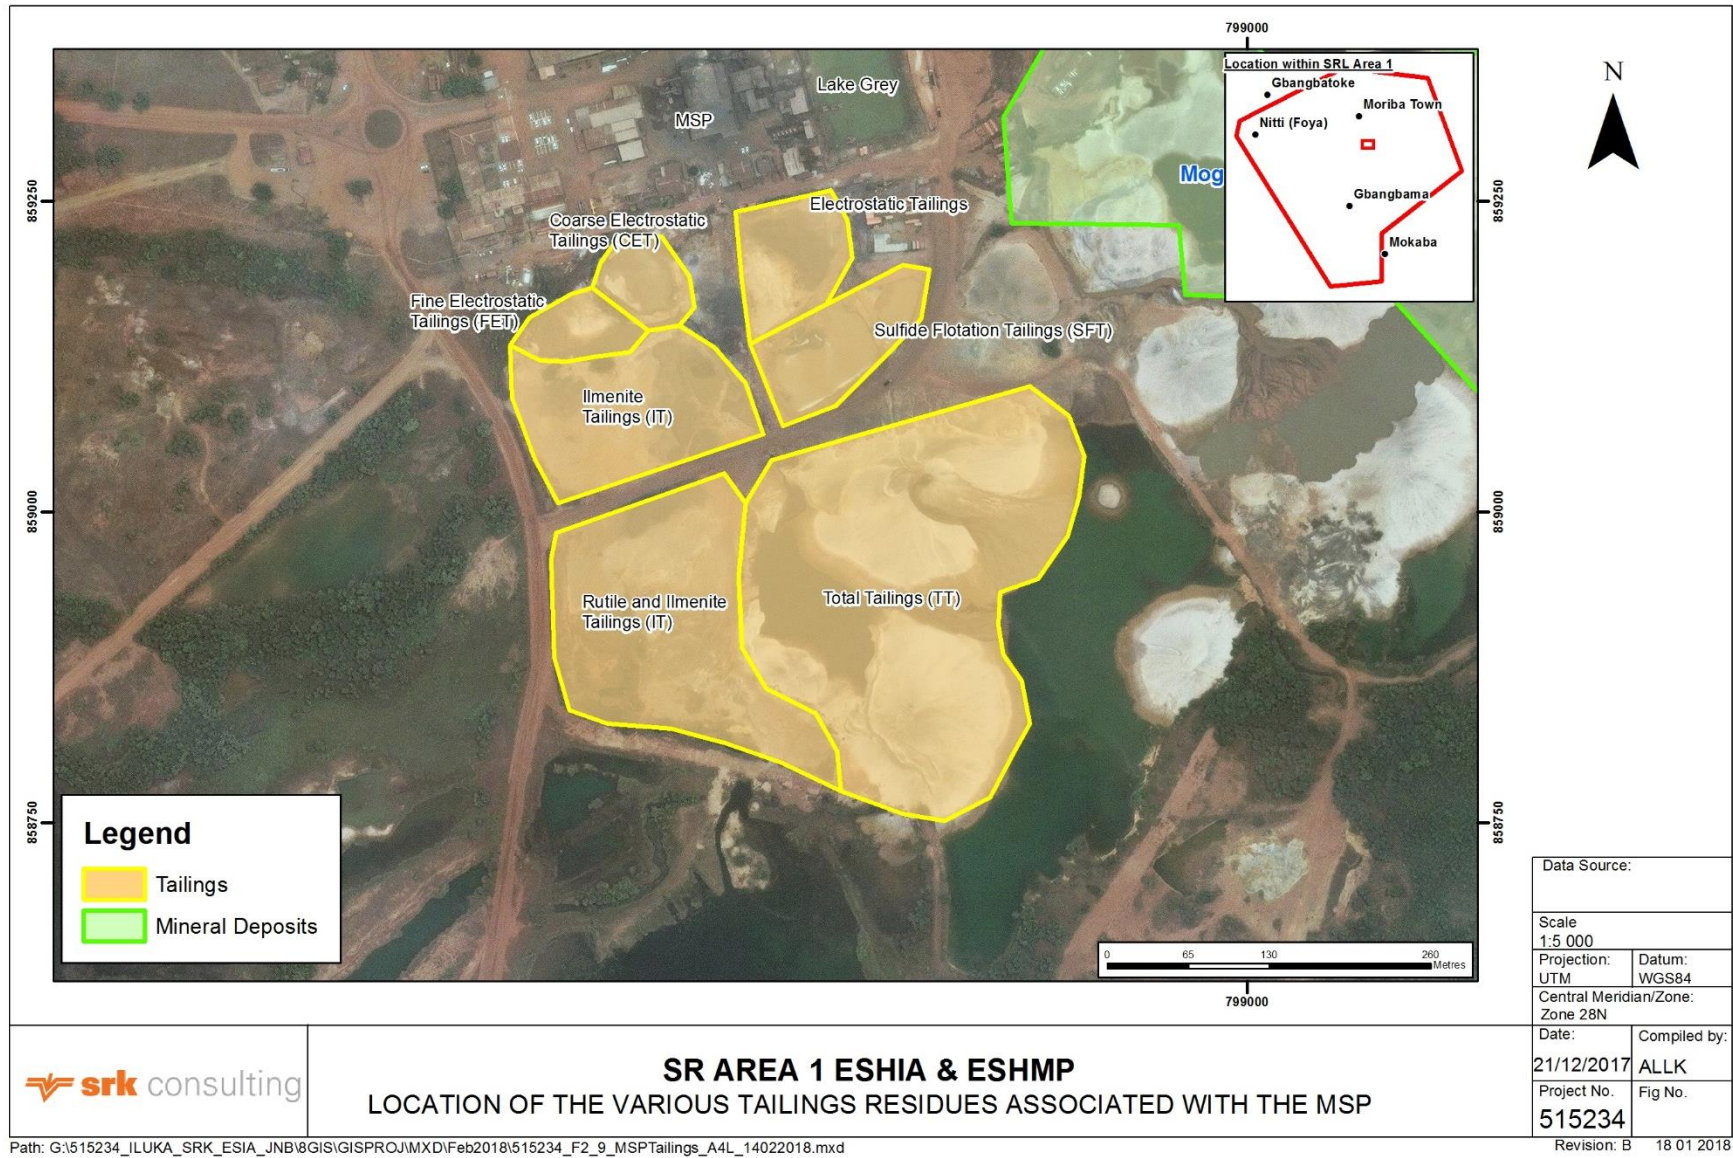 799000
Location within SRL Area 1
Gbangbatoke
Moriba Town
Nitti (Foya)
Gbangbama
Mokaba
N
Lake Grey
MSP
Mog
859250
859250
Electrostatic Tailings
Coarse Electrostatic
Tailings (CET)
Fine Electrostatic
Tailings (FET)
Sulfide Flotation Tailings (SFT)
Ilmenite
Tailings (IT)
859000
859000
Rutile and Ilmenite
Tailings (IT)
Total Tailings (TT)
858750
858750
Legend
Tailings
Mineral Deposits
0 65 130 260
Metres
799000
Data Source:
Scale
1:5 000
Projection:
UTM
Datum:
WGS84
Central Meridian/Zone:
Zone 28N
Date:
21/12/2017
Compiled by:
ALLK
Project No.
515234
Fig No.
srk consulting
SR AREA 1 ESHIA & ESHMP
LOCATION OF THE VARIOUS TAILINGS RESIDUES ASSOCIATED WITH THE MSP
Path: G:\515234_ILUKA_SRK_ESIA_JNB\8GIS\GISPROJ\MXD\Feb2018\515234_F2_9_MSPTailings_A4L_14022018.mxd
Revision: B 18 01 2018